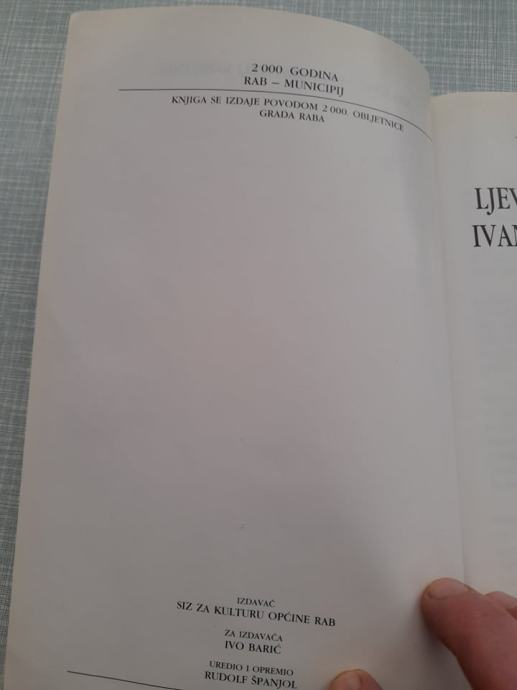 2 000 GODINA
RAB – MUNICIPIJ
KNJIGA SE IZDAJE POVODOM 2 000. OBLJETNICE
GRADA RABA
IZDAVAČ
SIZ ZA KULTURU OPĆINE RAB
ZA IZDAVAČA
IVO BARIĆ
UREDIO I OPREMIO
RUDOLF ŠPANJOL
LJEV
IVAN